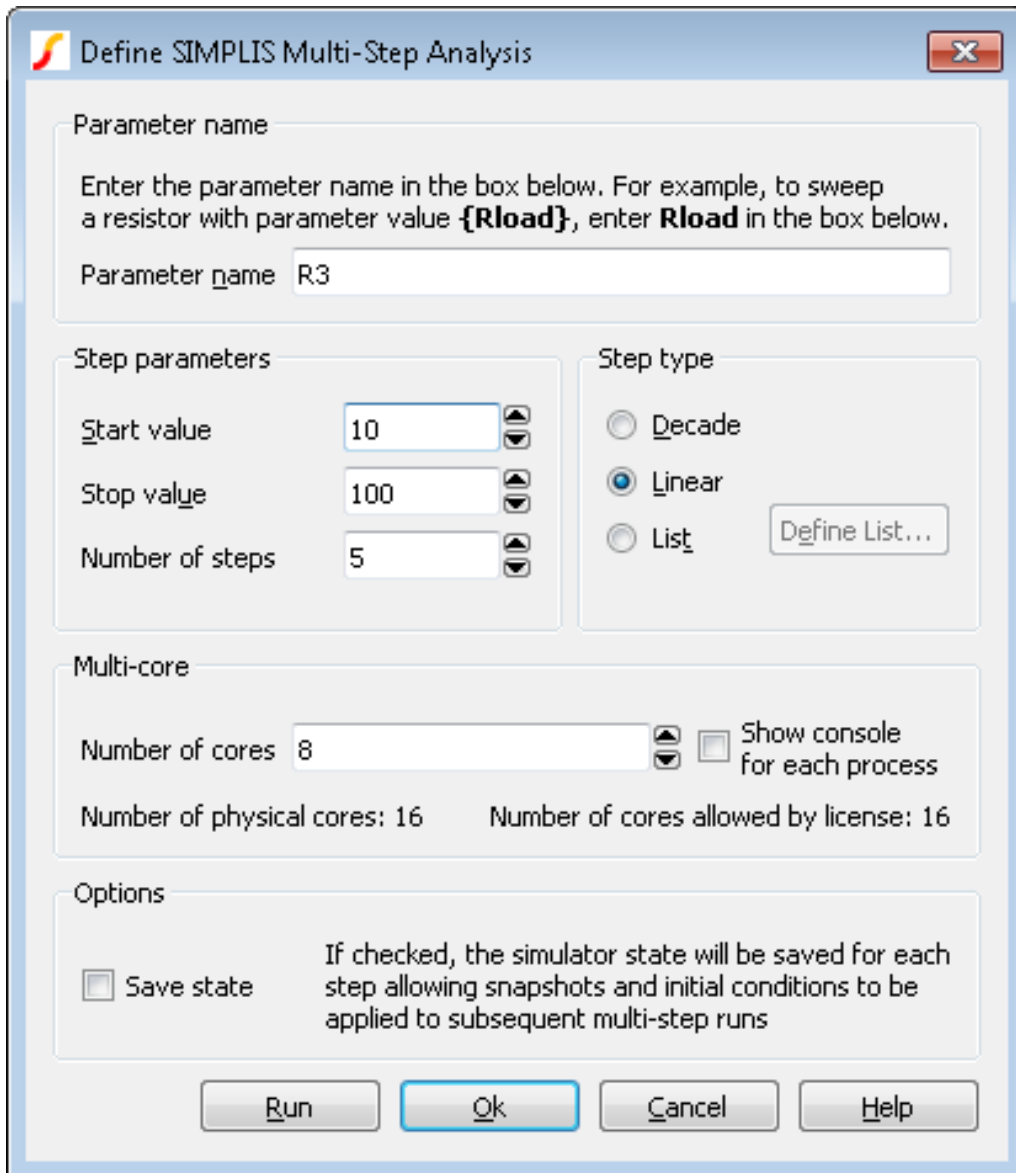 Define SIMPLIS Multi-Step Analysis
Parameter name
Enter the parameter name in the box below. For example, to sweep
a resistor with parameter value {Rload}, enter Rload in the box below.
Parameter name R3
Step parameters
Start value 10
Stop value 100
Number of steps 5
Step type
Decade
Linear
List Define List...
Multi-core
Number of cores 8
Show console
for each process
Number of physical cores: 16 Number of cores allowed by license: 16
Options
Save state
If checked, the simulator state will be saved for each
step allowing snapshots and initial conditions to be
applied to subsequent multi-step runs
Run Ok Cancel Help